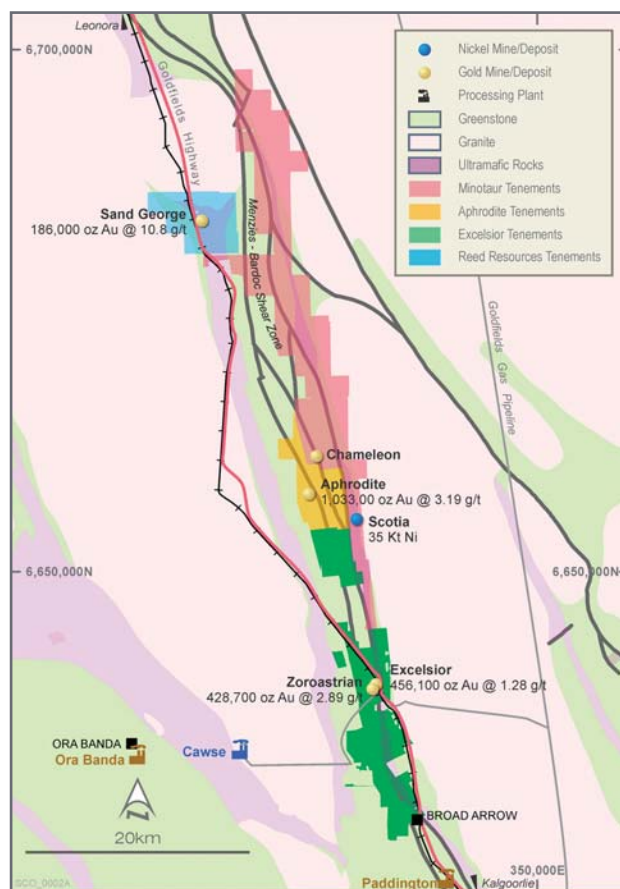 Leonora
6,700,000N
Goldfields Highway
Nickel Mine/Deposit
Gold Mine/Deposit
Processing Plant
Greenstone
Granite
Ultramafic Rocks
Minotaur Tenements
Aphrodite Tenements
Excelsior Tenements
Reed Resources Tenements
Sand George
186,000 oz Au @ 10.8 g/t
Menzies - Bardoc Shear Zone
Goldfields Gas Pipeline
Chameleon
Aphrodite
1,033,00 oz Au @ 3.19 g/t
Scotia
35 Kt Ni
6,650,000N
6,650,000N
Excelsior
456,100 oz Au @ 1.28 g/t
Zoroastrian
428,700 oz Au @ 2.89 g/t
ORA BANDA
Ora Banda
Cawse
20km
BROAD ARROW
Paddington
Kalgoorlie
350,000E
SCO_0002A